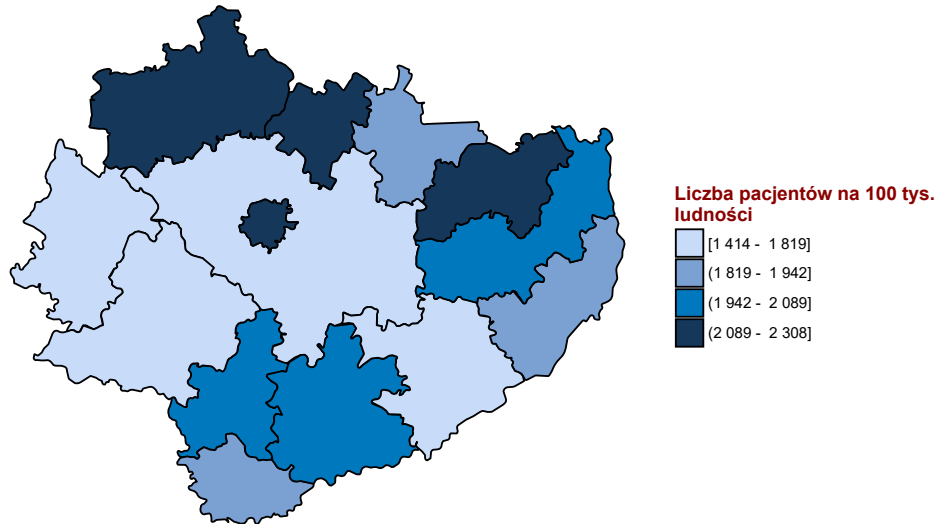 Liczba pacjentów na 100 tys.
ludności
[1 414 - 1 819]
(1 819 - 1 942]
(1 942 - 2 089]
(2 089 - 2 308]